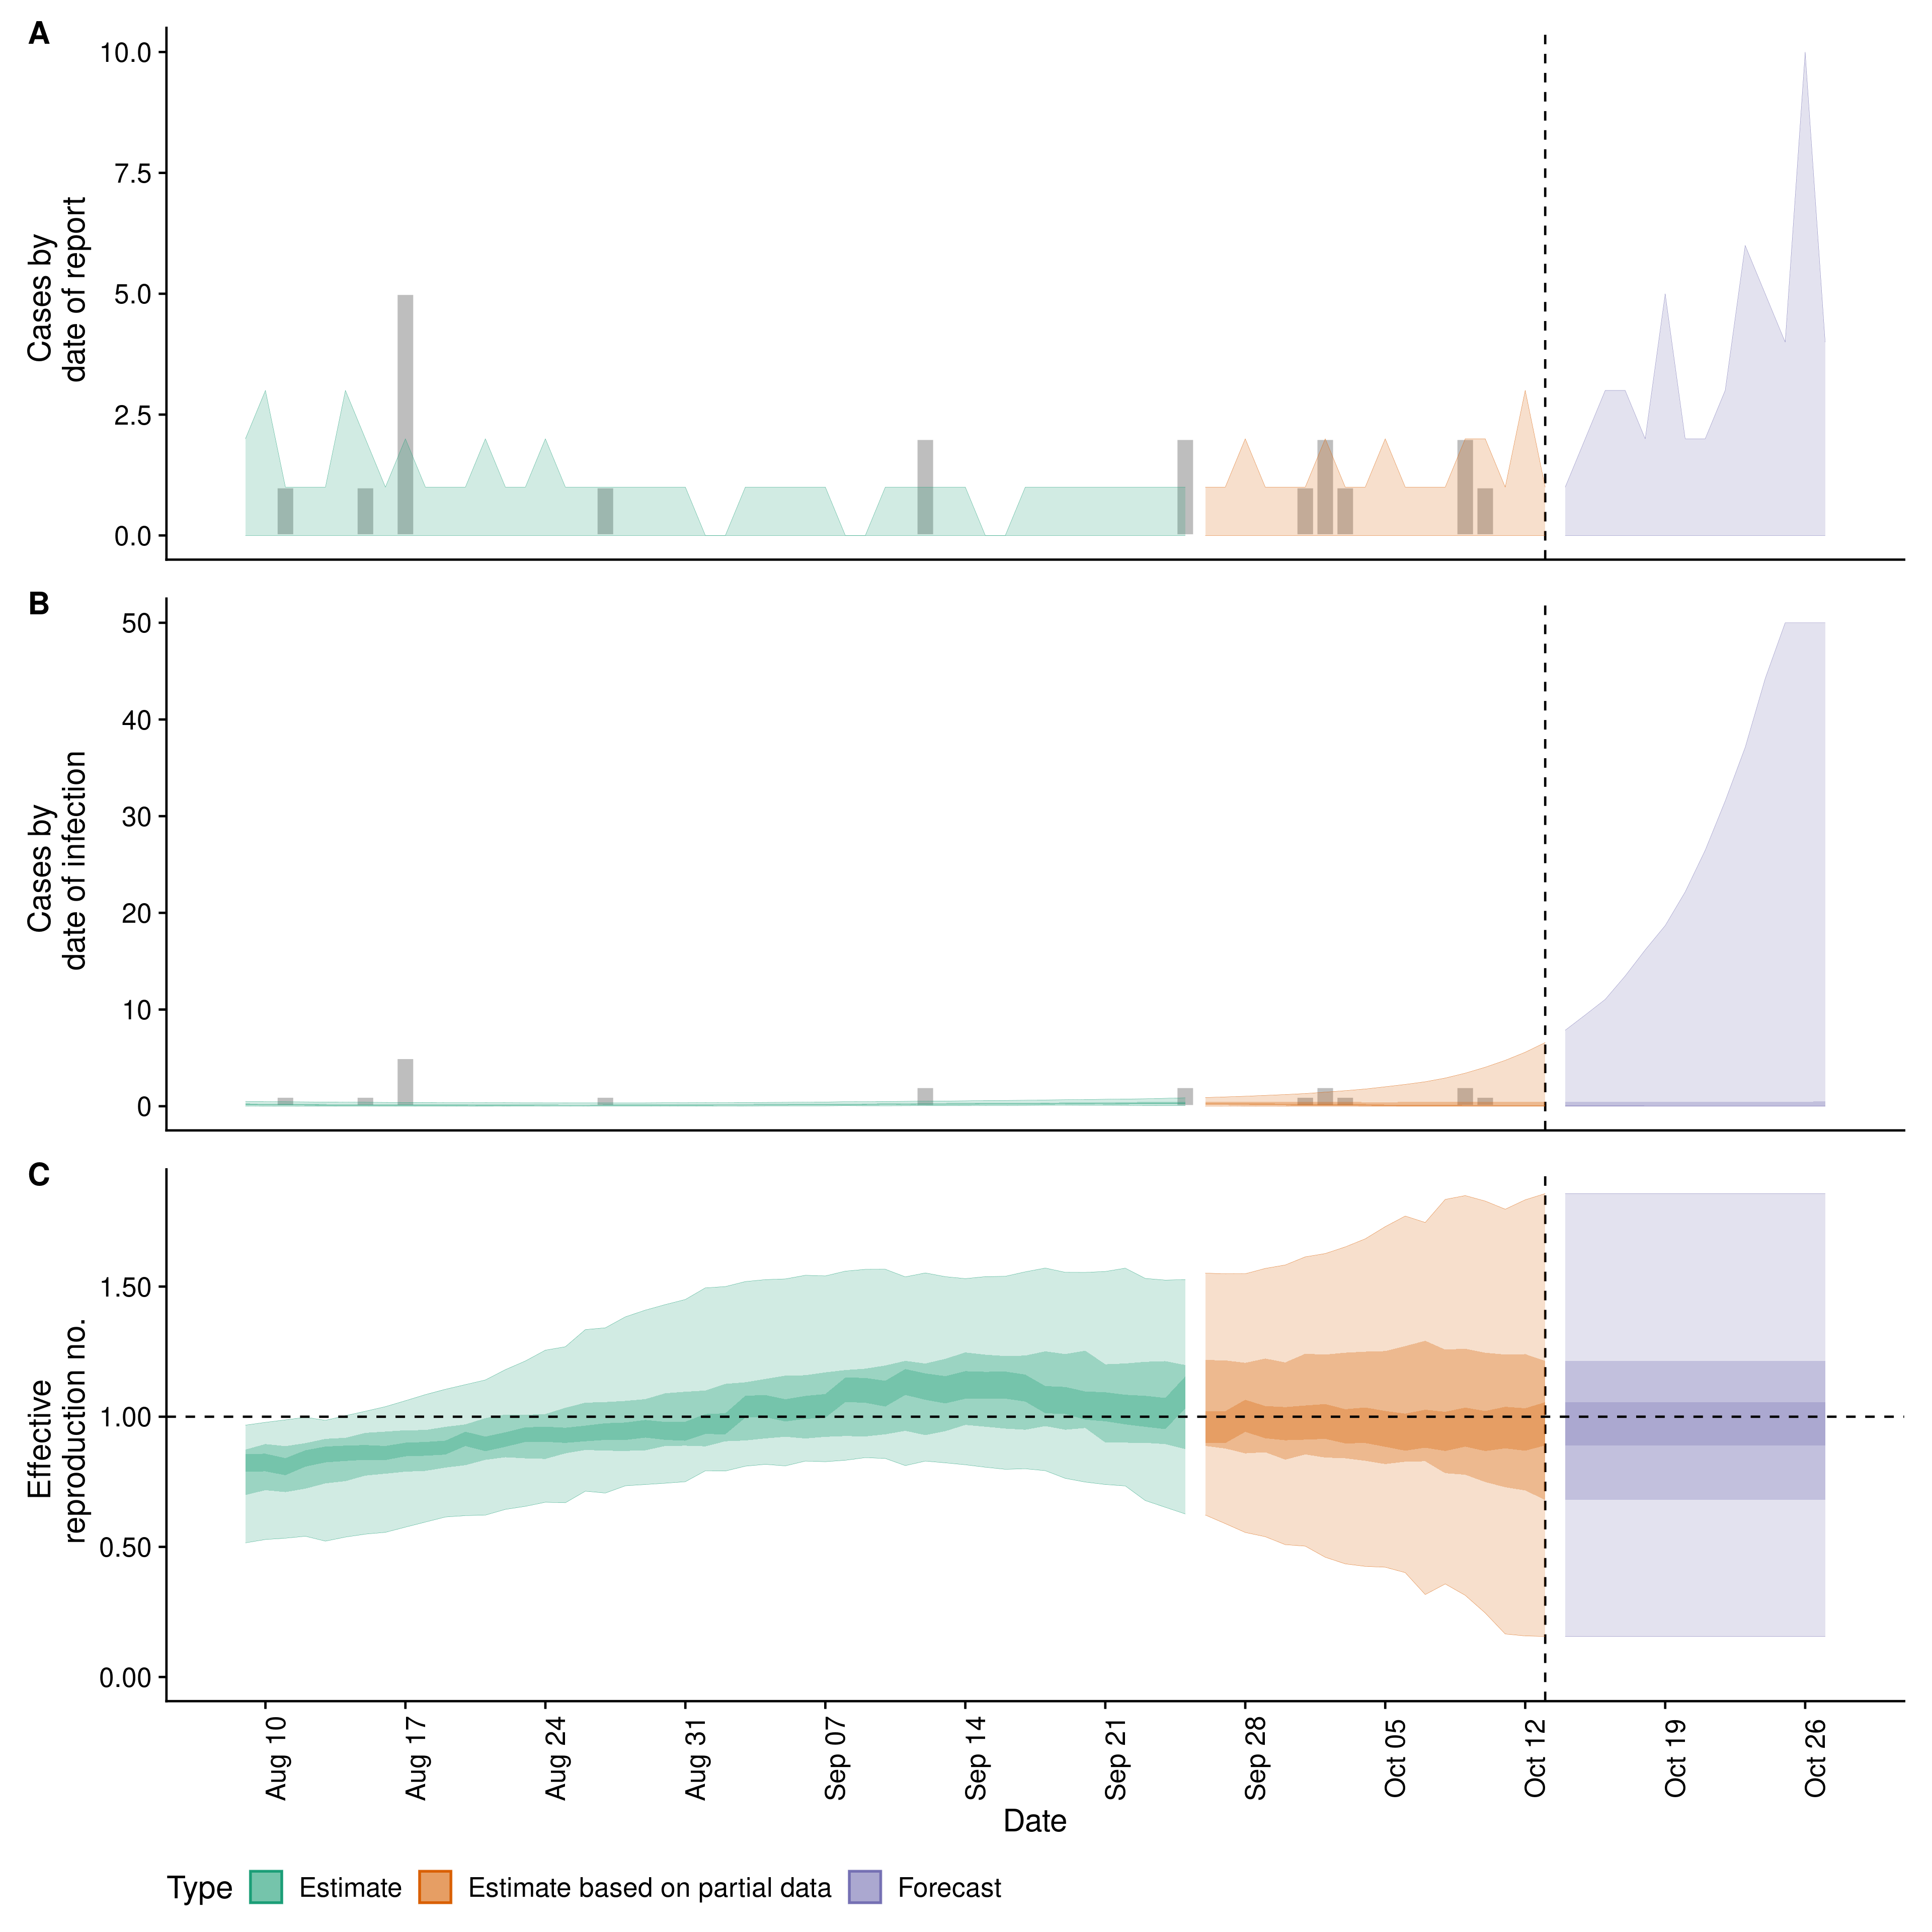 A
10.0
7.5
5.0
2.5
0.0
Cases by
date of report
B
50
40
30
20
10
0
Cases by
date of infection
C
1.50
1.00
0.50
0.00
Effective
reproduction no.
Aug 10
Aug 17
Aug 24
Aug 31
Sep 07
Sep 14
Sep 21
Sep 28
Oct 05
Oct 12
Oct 19
Oct 26
Date
Type Estimate Estimate based on partial data Forecast